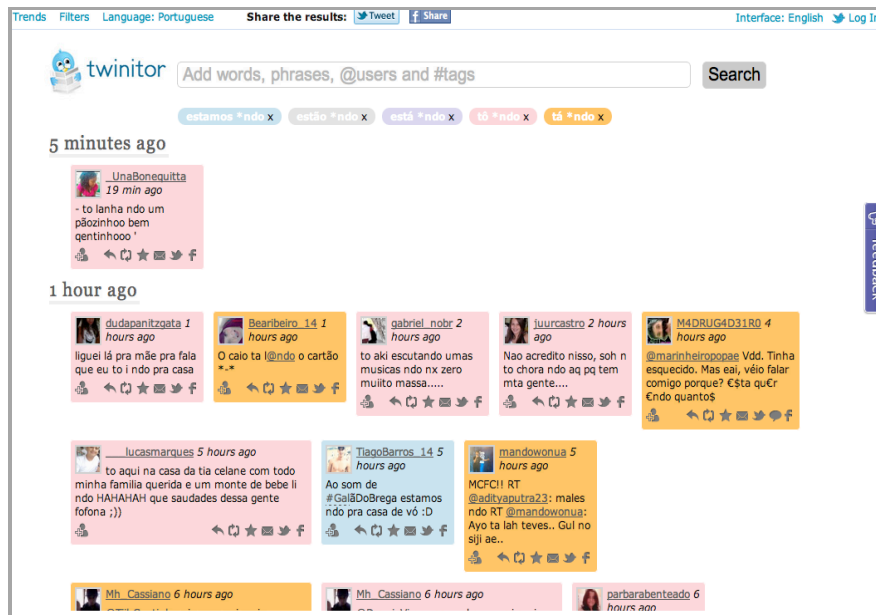 Trends Filters Language: Portuguese Share the results: Tweet Share Interface: English Log In
twinitor Add words, phrases, @users and #tags Search
estamos *ndo x estão *ndo x está *ndo x tô *ndo x tá *ndo x
5 minutes ago
_UnaBonequitta
19 min ago
- to lanha ndo um
pãozinhoo bem
qentinhooo '
1 hour ago
dudapanitzgata 1
hours ago
liguei lá pra mãe pra fala
que eu to i ndo pra casa
Bearibeiro_14 1
hours ago
O caio ta l@ndo o cartão
*-*
gabriel_nobr 2
hours ago
to aki escutando umas
musicas ndo nx zero
muiito massa.....
juurcastro 2 hours
ago
Nao acredito nisso, soh n
to chora ndo aq pq tem
mta gente....
M4DRUG4D31R0 4
hours ago
@marinheiropopae Vdd. Tinha
esquecido. Mas eai, véio falar
comigo porque? €$ta qu€r
€ndo quanto$
___lucasmarques 5 hours ago
to aqui na casa da tia celane com todo
minha familia querida e um monte de bebe li
ndo HAHAHAH que saudades dessa gente
fofona ;))
TiagoBarros_14 5
hours ago
Ao som de
#GalãDoBrega estamos
ndo pra casa de vó :D
mandowonua 5
hours ago
MCFC!! RT
@adityaputra23: males
ndo RT @mandowonua:
Ayo ta lah teves.. Gul no
siji ae..
Mh_Cassiano 6 hours ago
Mh_Cassiano 6 hours ago
parbarabenteado 6
hours ago
feedback